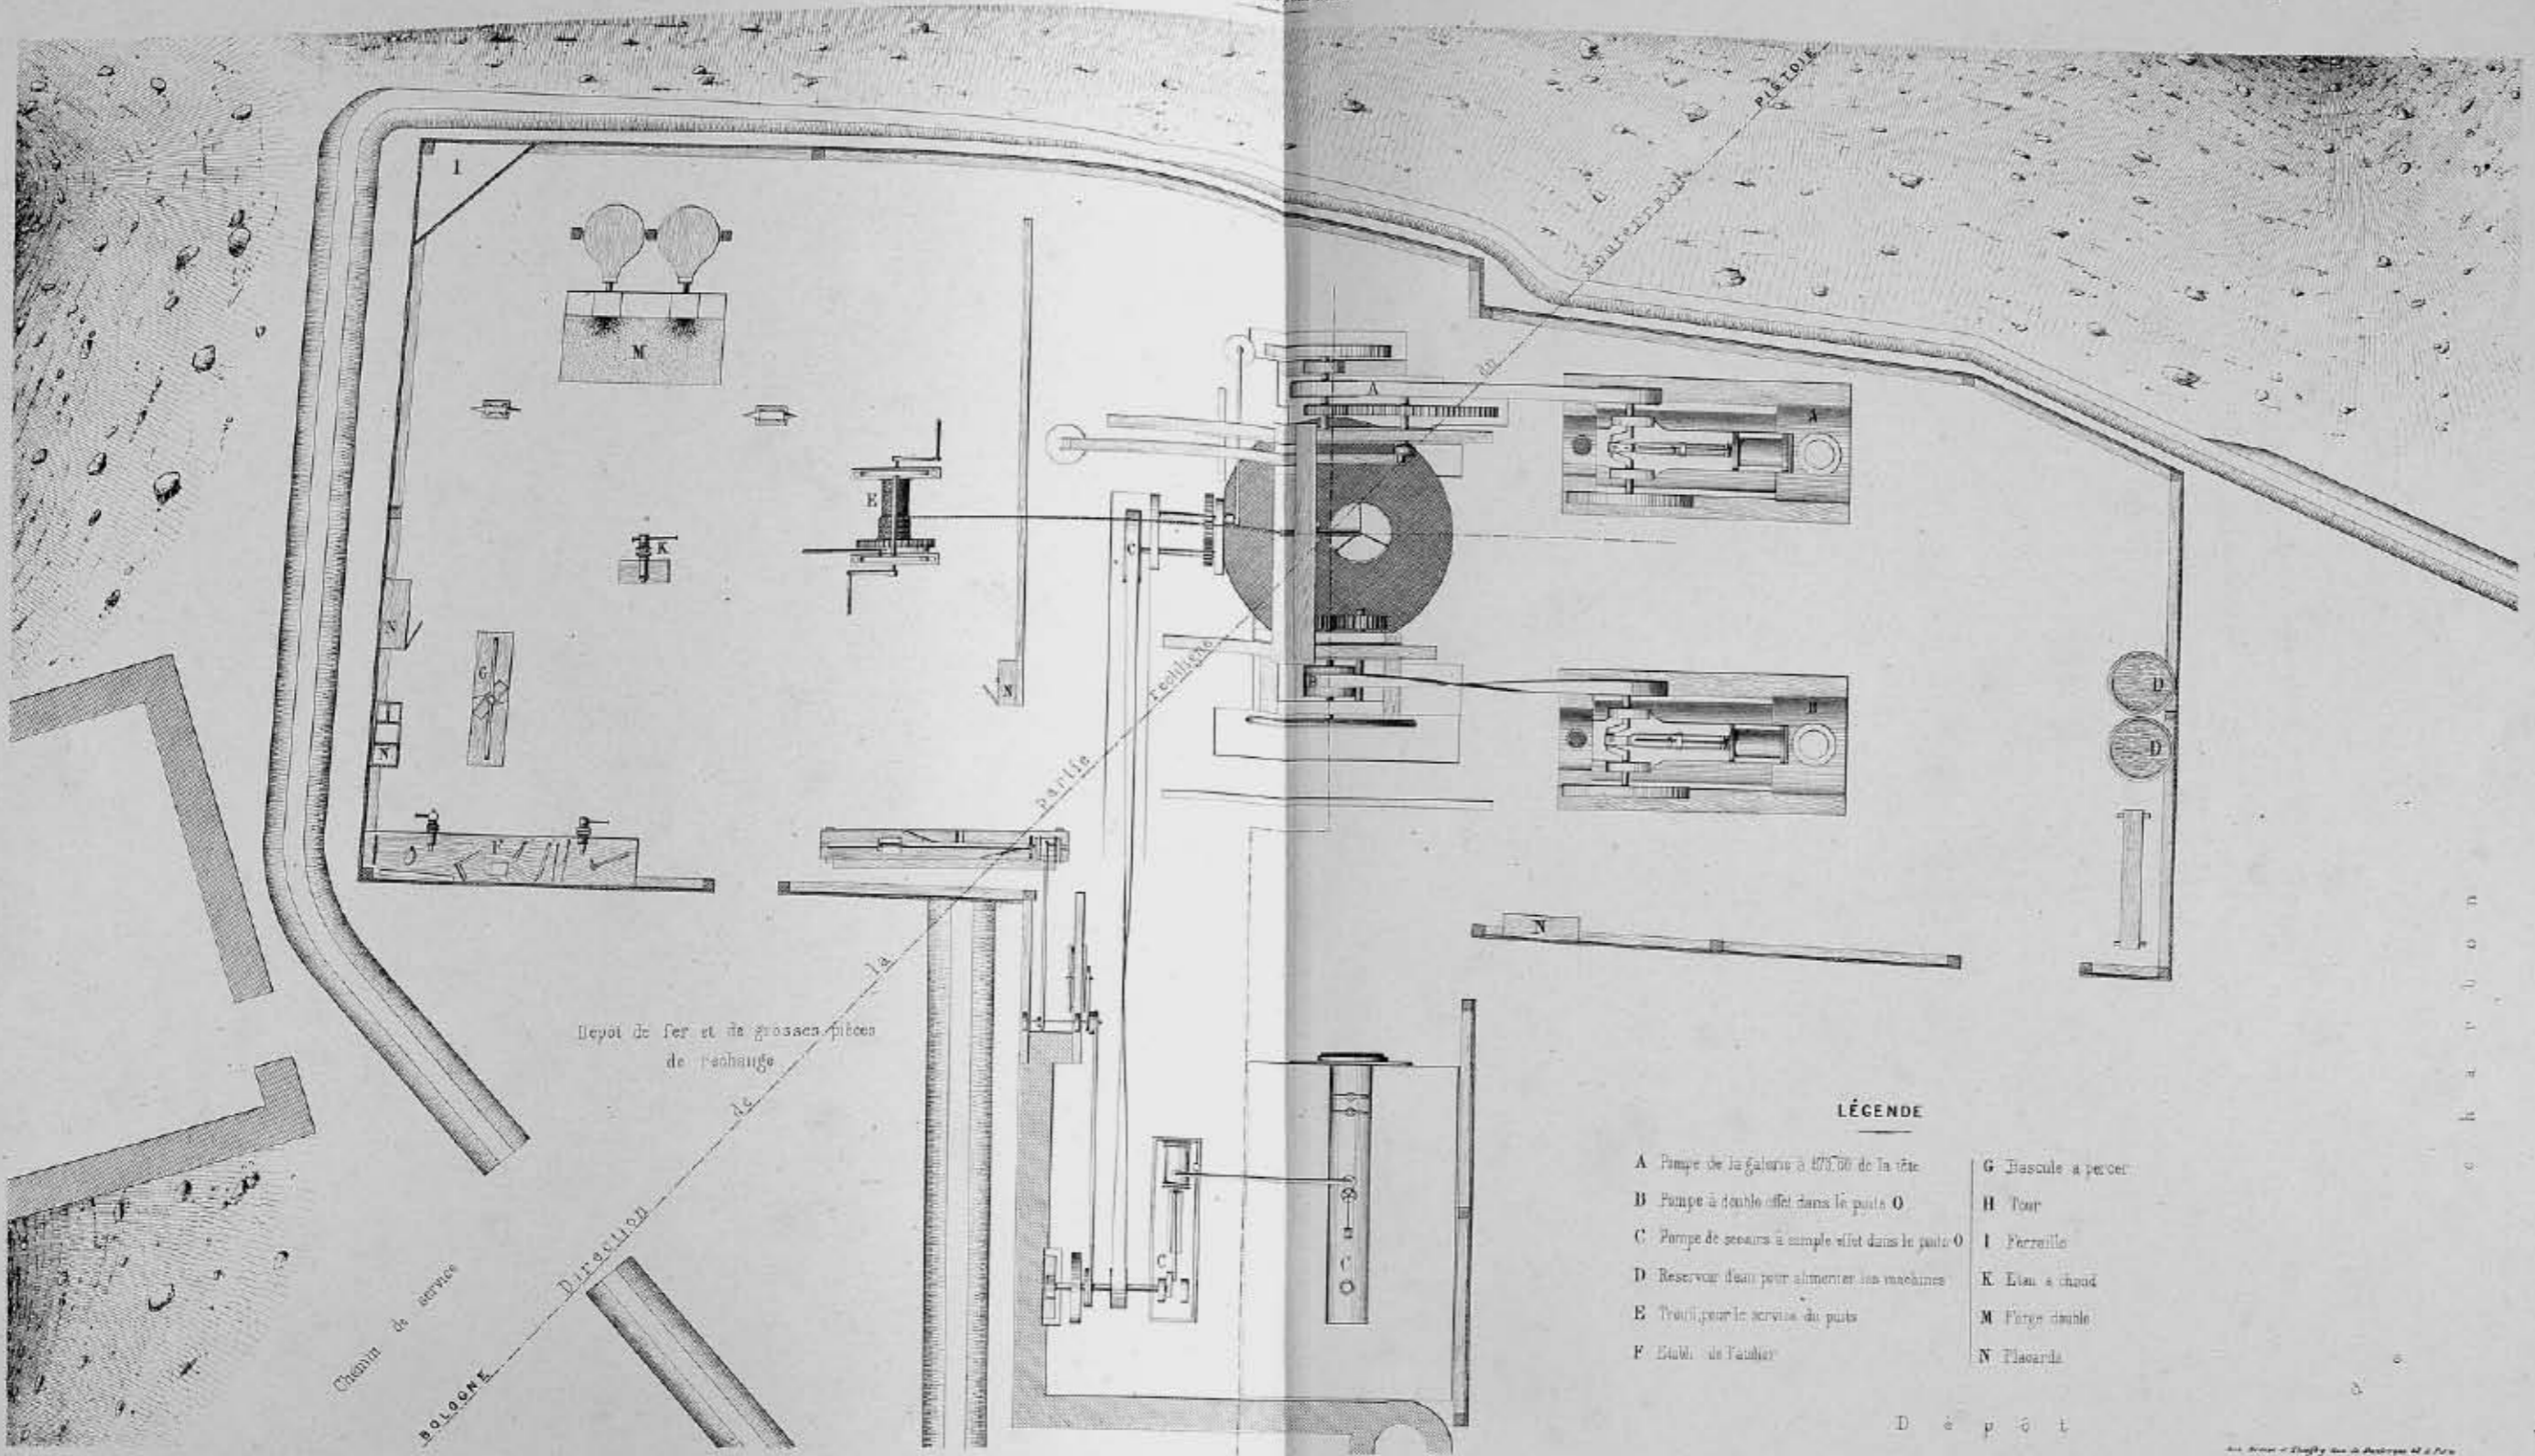 PISTOIE
Direction de la partie rectiligne du Souterrain
BOLOGNE
Chemin de service
Dépot de fer et de grosses pièces
de rechange
I
M
A
A
E
K
C
N
G
N
N
B
B
D
D
F
H
N
C
C
LÉGENDE
A Pompe de la galerie à de la tête
B Pompe à double effet dans le puits O
C Pompe de secours à simple effet dans le puits O
D Reservoir d'eau pour alimenter les machines
E Treuil pour le service du puits
F Etabli de l'atelier
G Bascule a percer
H Tour
I Ferraille
K Etau a chaud
M Forge double
N Placards
Dépôt de charbon